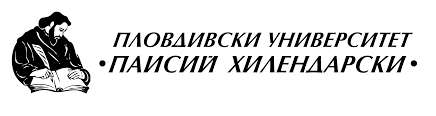 ПЛОВДИВСКИ УНИВЕРСИТЕТ
•ПАИСИЙ ХИЛЕНДАРСКИ•